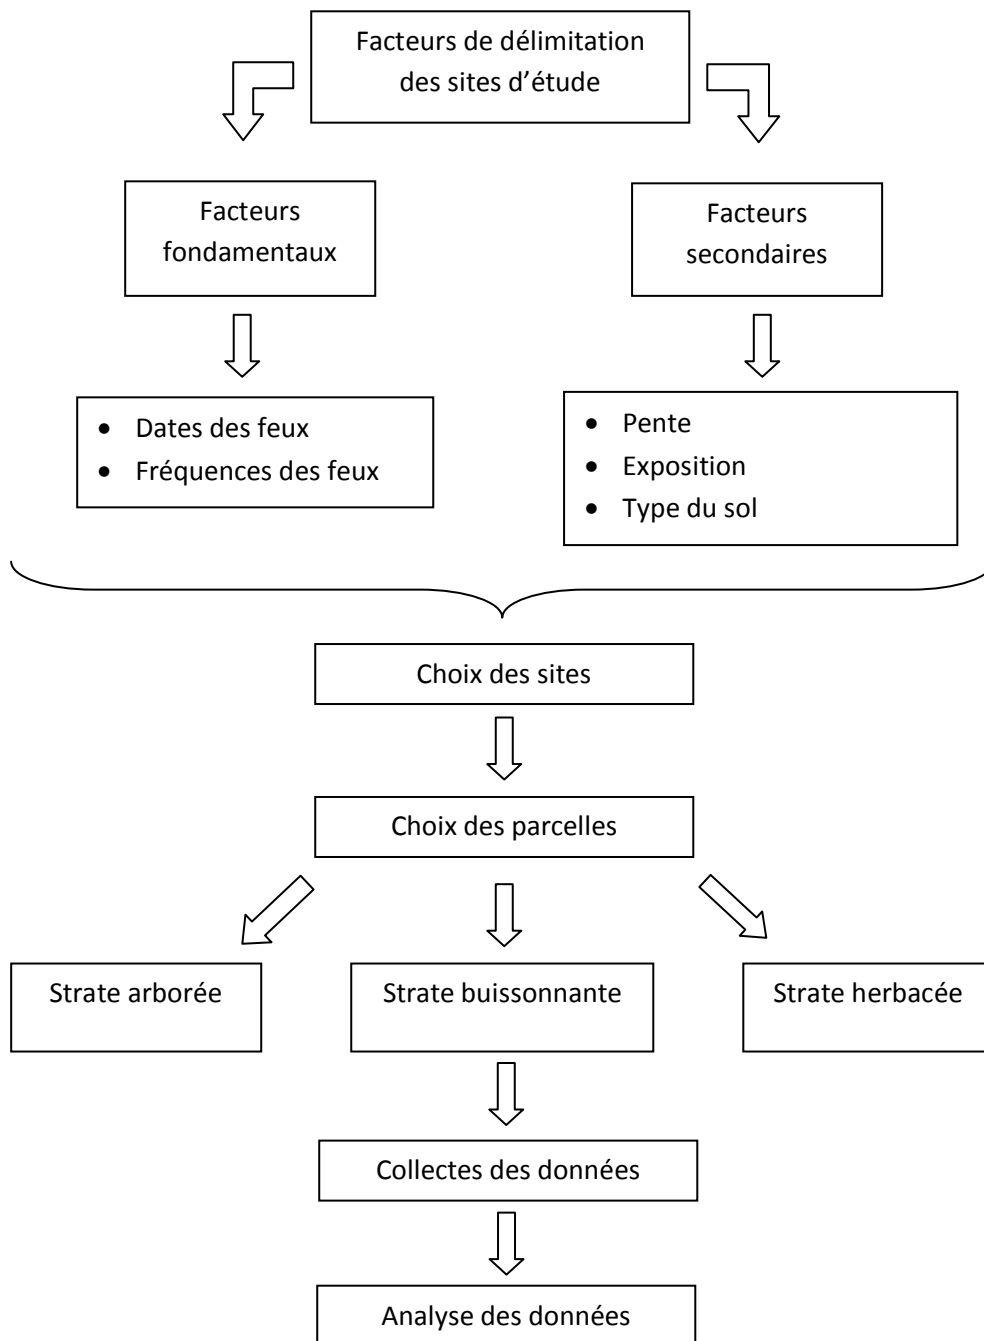 Facteurs de délimitation
des sites d’étude
Facteurs
fondamentaux
Facteurs
secondaires
• Dates des feux
• Fréquences des feux
• Pente
• Exposition
• Type du sol
Choix des sites
Choix des parcelles
Strate arborée
Strate buissonnante
Strate herbacée
Collectes des données
Analyse des données